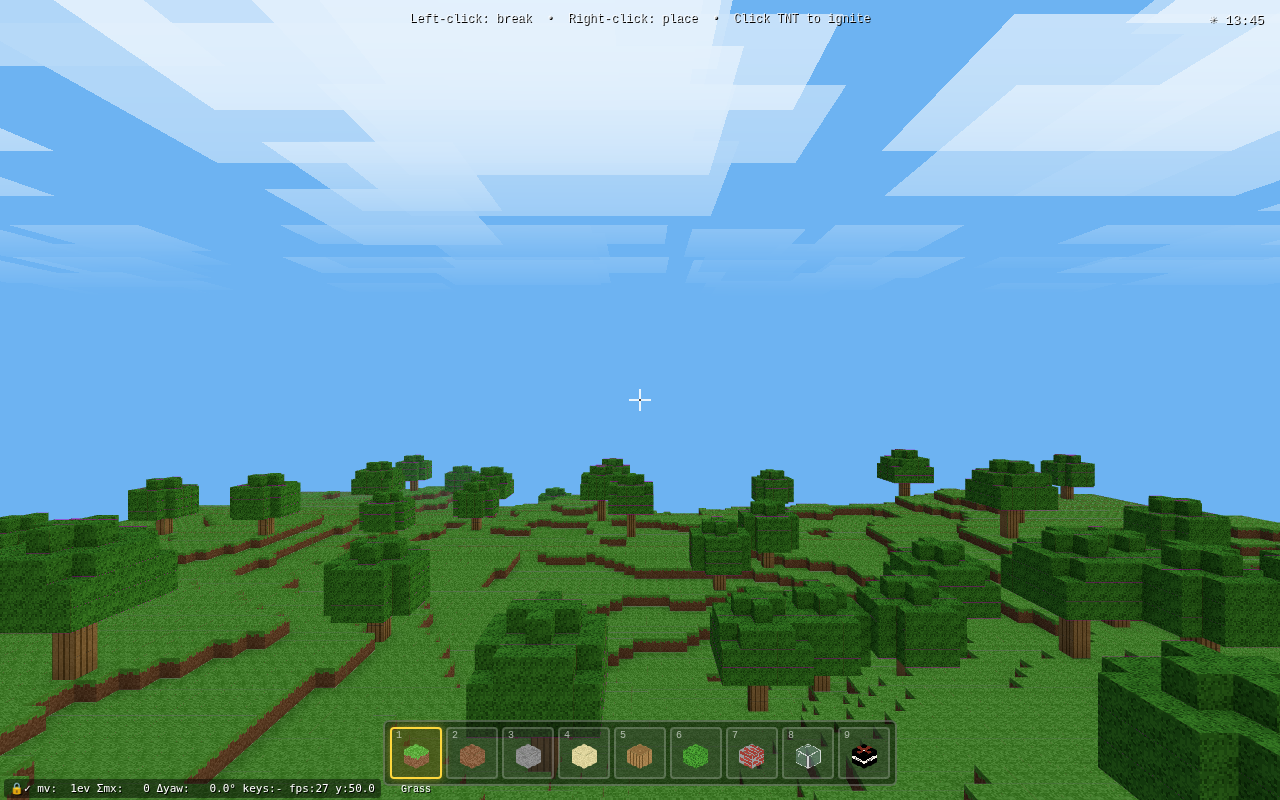 Left-click: break • Right-click: place • Click TNT to ignite
☀ 13:45
1 2 3 4 5 6 7 8 9
🔒✓ mv: 1ev Σmx: 0 Δyaw: 0.0° keys:- fps:27 y:50.0
Grass